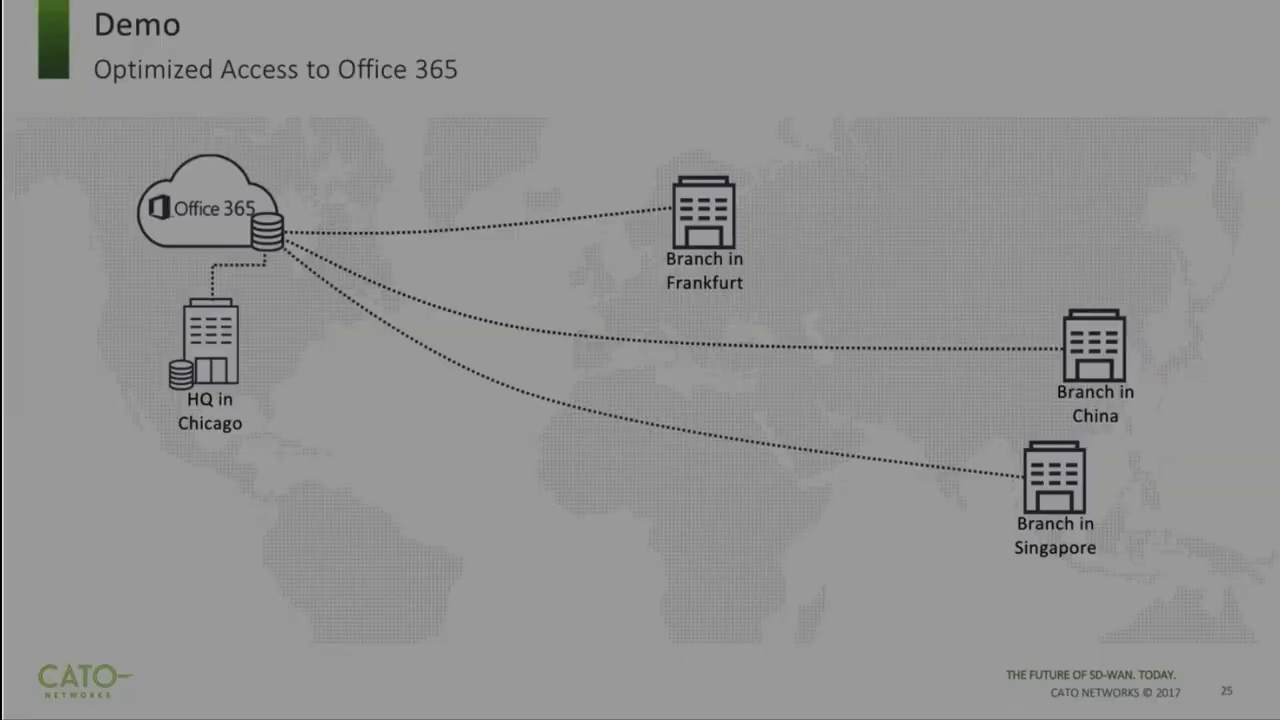 Demo
Optimized Access to Office 365
Office 365
Branch in
Frankfurt
HQ in
Chicago
Branch in
China
Branch in
Singapore
CATO
NETWORKS
THE FUTURE OF SD-WAN. TODAY.
CATO NETWORKS © 2017
25